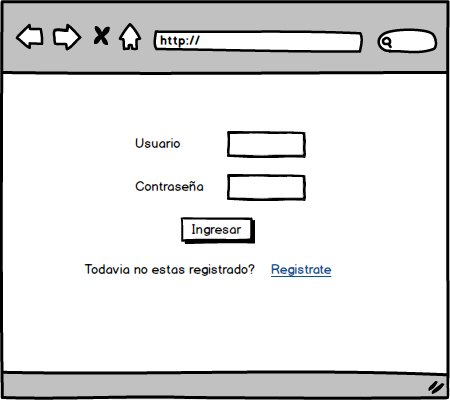 http://
Usuario
Contraseña
Ingresar
Todavia no estas registrado? Registrate